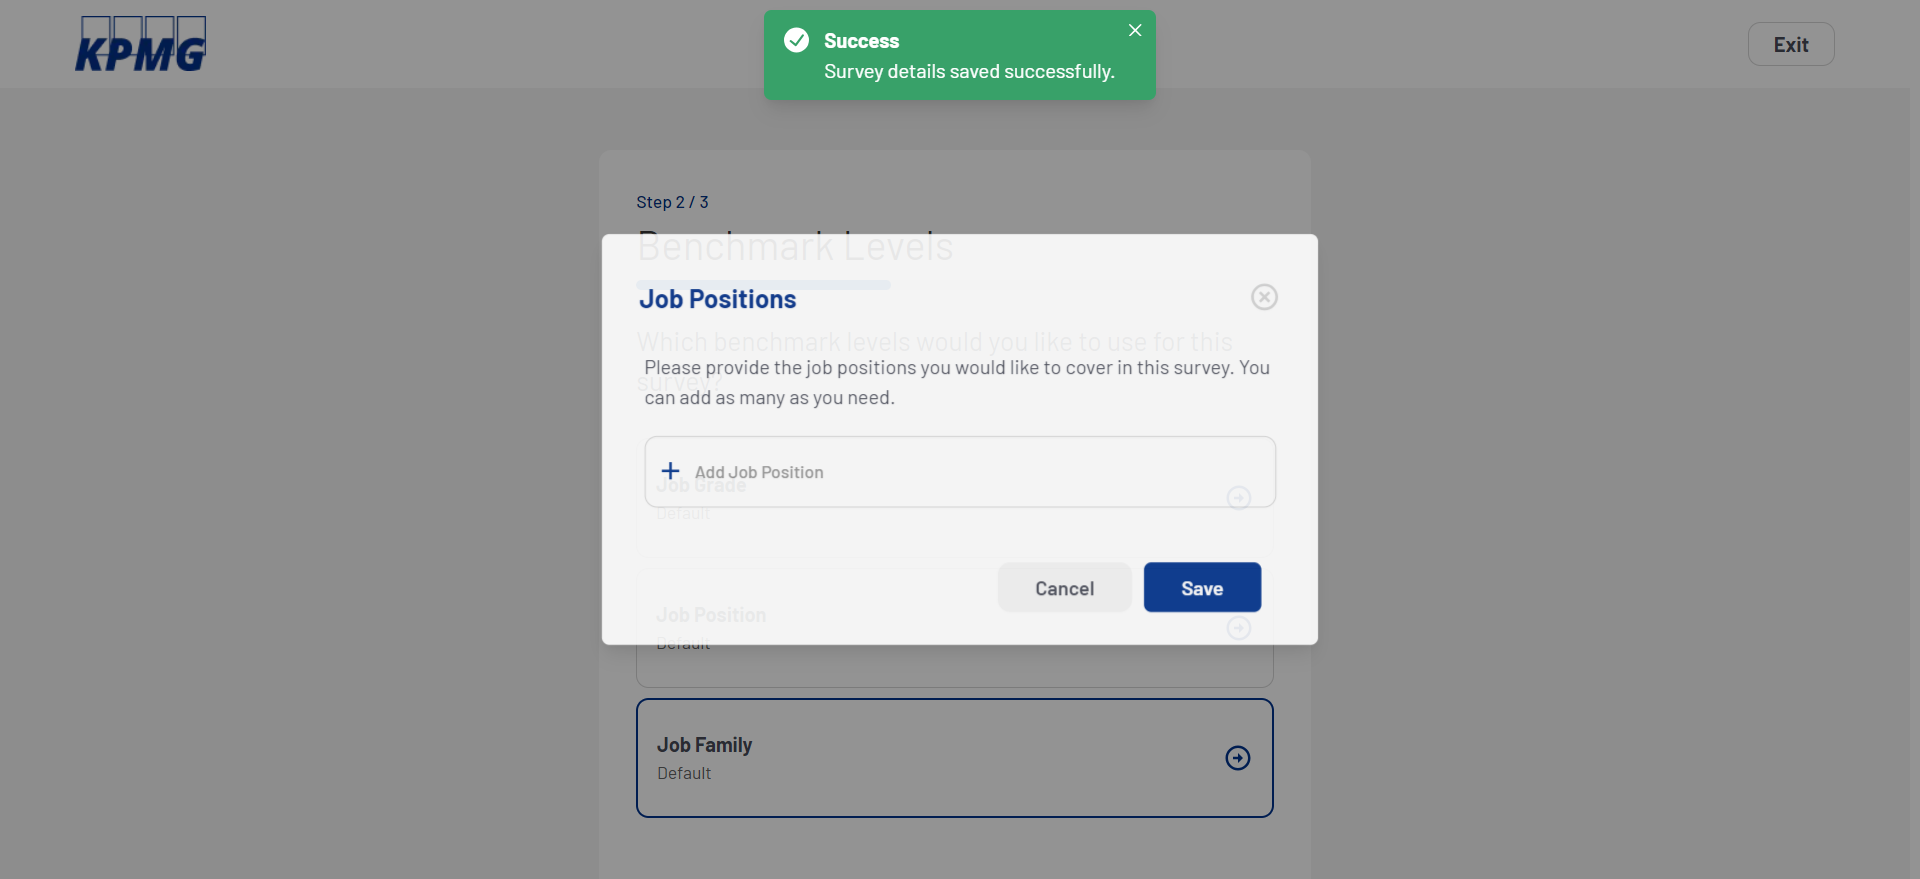 KPMG
Success
Survey details saved successfully.
Exit
Step 2 / 3
Benchmark Levels
Job Positions
Which benchmark levels would you like to use for this
survey?
Please provide the job positions you would like to cover in this survey. You
can add as many as you need.
Add Job Position
Job Grade
Default
Cancel
Save
Job Position
Default
Job Family
Default